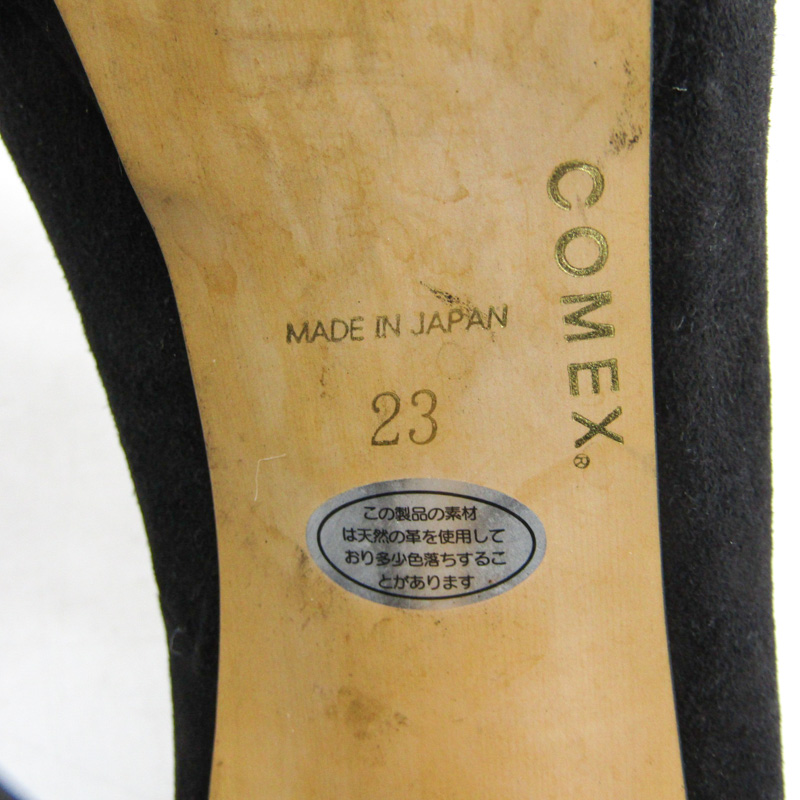 COMEX®
MADE IN JAPAN
23
この製品の素材
は天然の革を使用して
おり多少色落ちするこ
とがあります